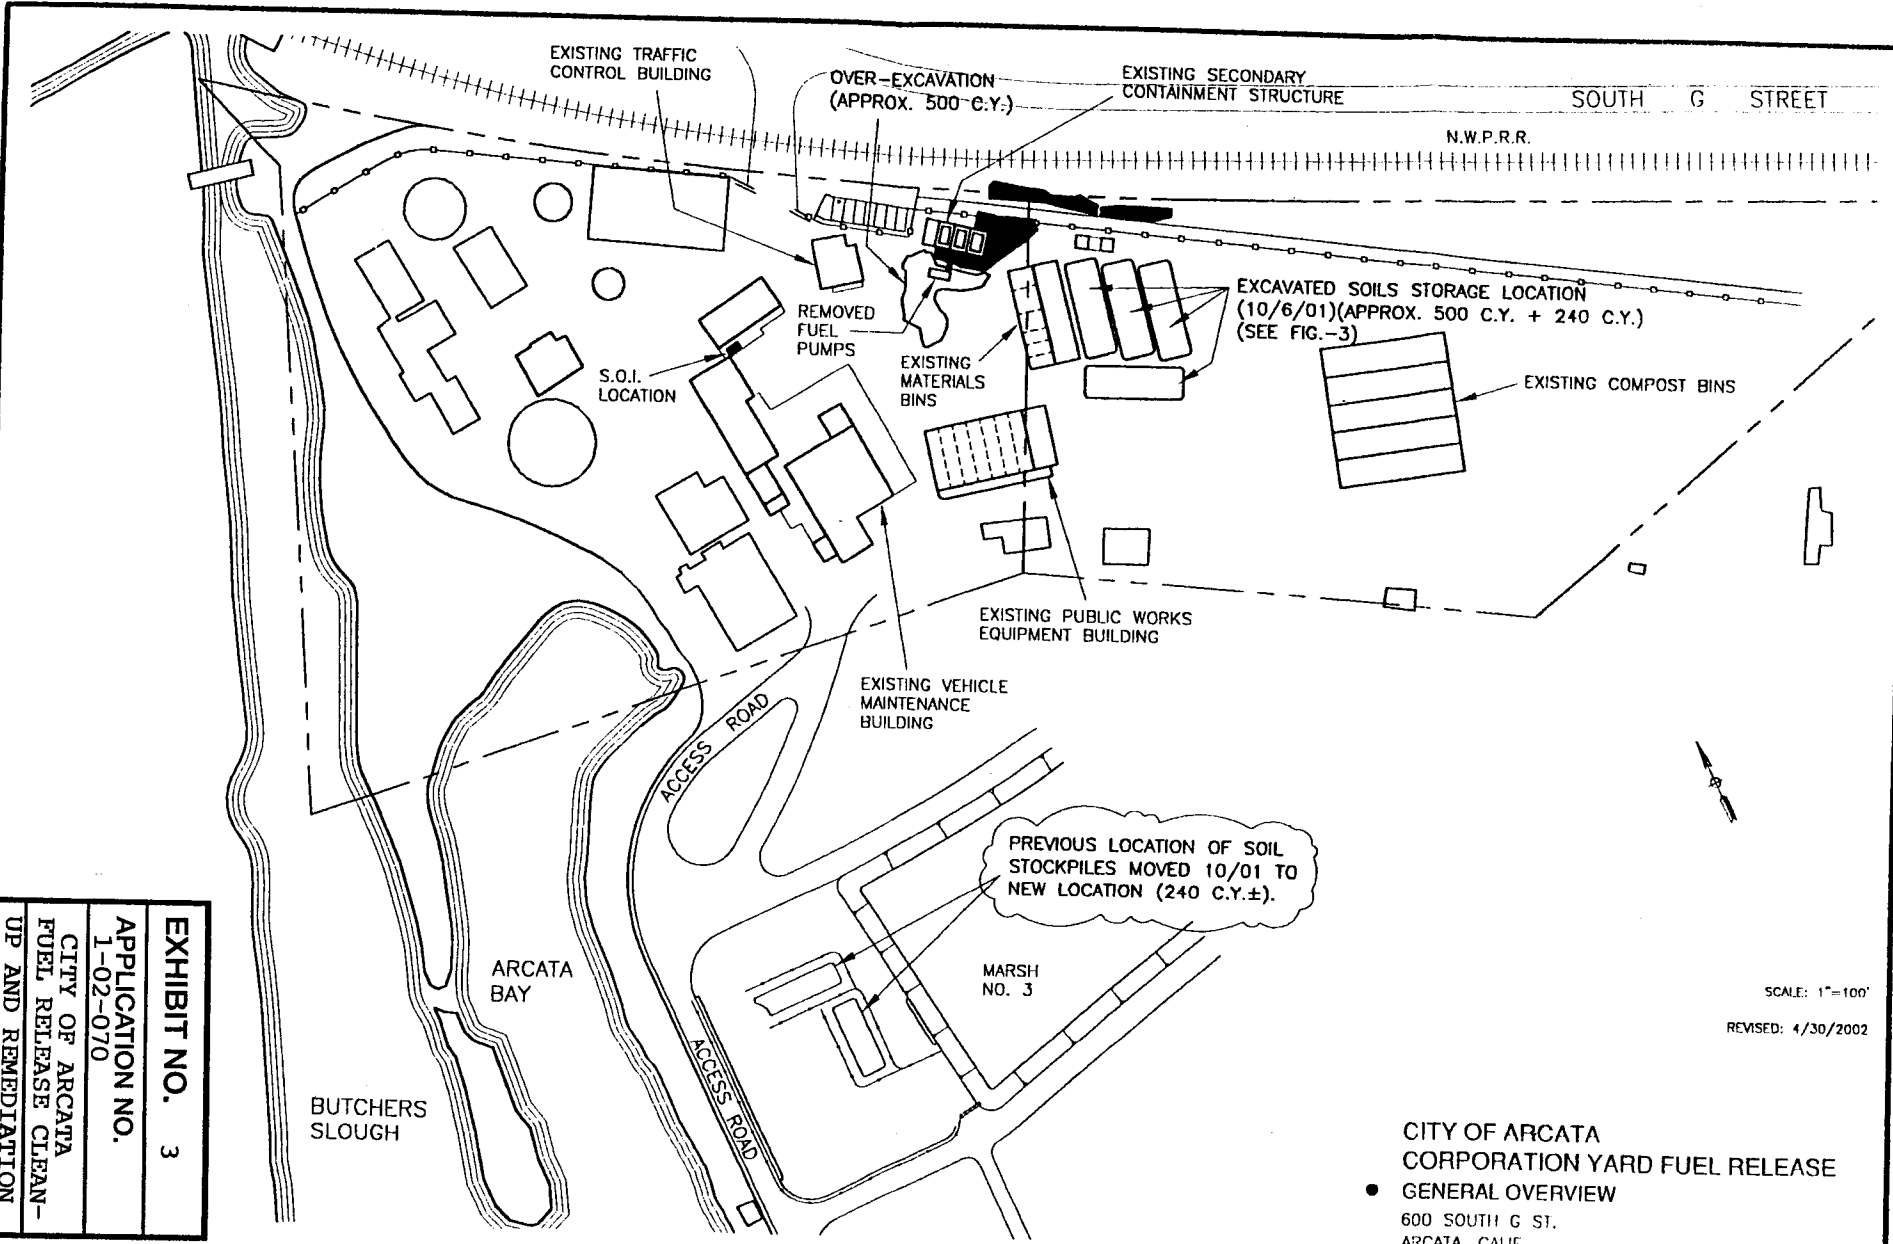 EXISTING TRAFFIC
CONTROL BUILDING
OVER-EXCAVATION
(APPROX. 500 C.Y.)
EXISTING SECONDARY
CONTAINMENT STRUCTURE
SOUTH G STREET
N.W.P.R.R.
REMOVED
FUEL
PUMPS
S.O.I.
LOCATION
EXISTING
MATERIALS
BINS
EXCAVATED SOILS STORAGE LOCATION
(10/6/01)(APPROX. 500 C.Y. + 240 C.Y.)
(SEE FIG.-3)
EXISTING COMPOST BINS
EXISTING PUBLIC WORKS
EQUIPMENT BUILDING
EXISTING VEHICLE
MAINTENANCE
BUILDING
ACCESS ROAD
PREVIOUS LOCATION OF SOIL
STOCKPILES MOVED 10/01 TO
NEW LOCATION (240 C.Y.±).
MARSH
NO. 3
ARCATA
BAY
ACCESS ROAD
BUTCHERS
SLOUGH
SCALE: 1"=100'
REVISED: 4/30/2002
CITY OF ARCATA
CORPORATION YARD FUEL RELEASE
● GENERAL OVERVIEW
600 SOUTH G ST.
ARCATA, CALIF.
EXHIBIT NO. 3
APPLICATION NO.
1-02-070
CITY OF ARCATA
FUEL RELEASE CLEAN-
UP AND REMEDIATION